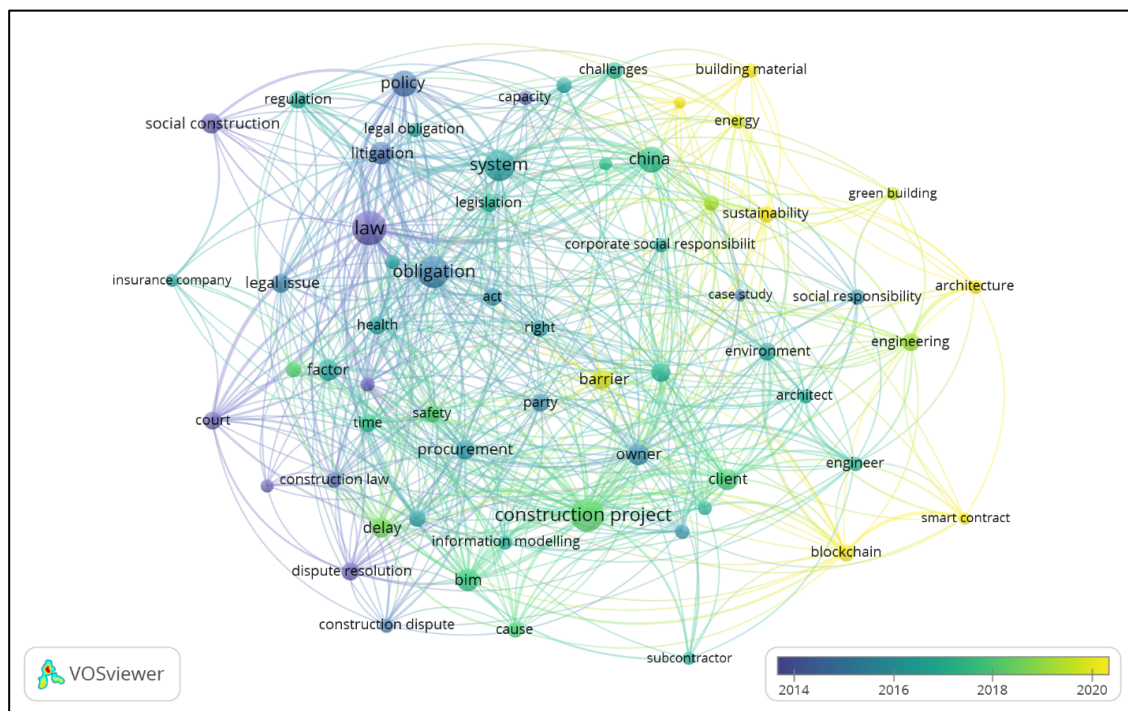 challenges
building material
policy
capacity
regulation
energy
social construction
legal obligation
litigation
system
china
green building
legislation
sustainability
law
corporate social responsibilit
obligation
insurance company
legal issue
act
case study
social responsibility
architecture
health
right
engineering
environment
factor
barrier
architect
party
safety
court
time
procurement
owner
engineer
construction law
client
construction project
smart contract
delay
information modelling
blockchain
dispute resolution
bim
construction dispute
cause
subcontractor
VOSviewer
2014
2016
2018
2020